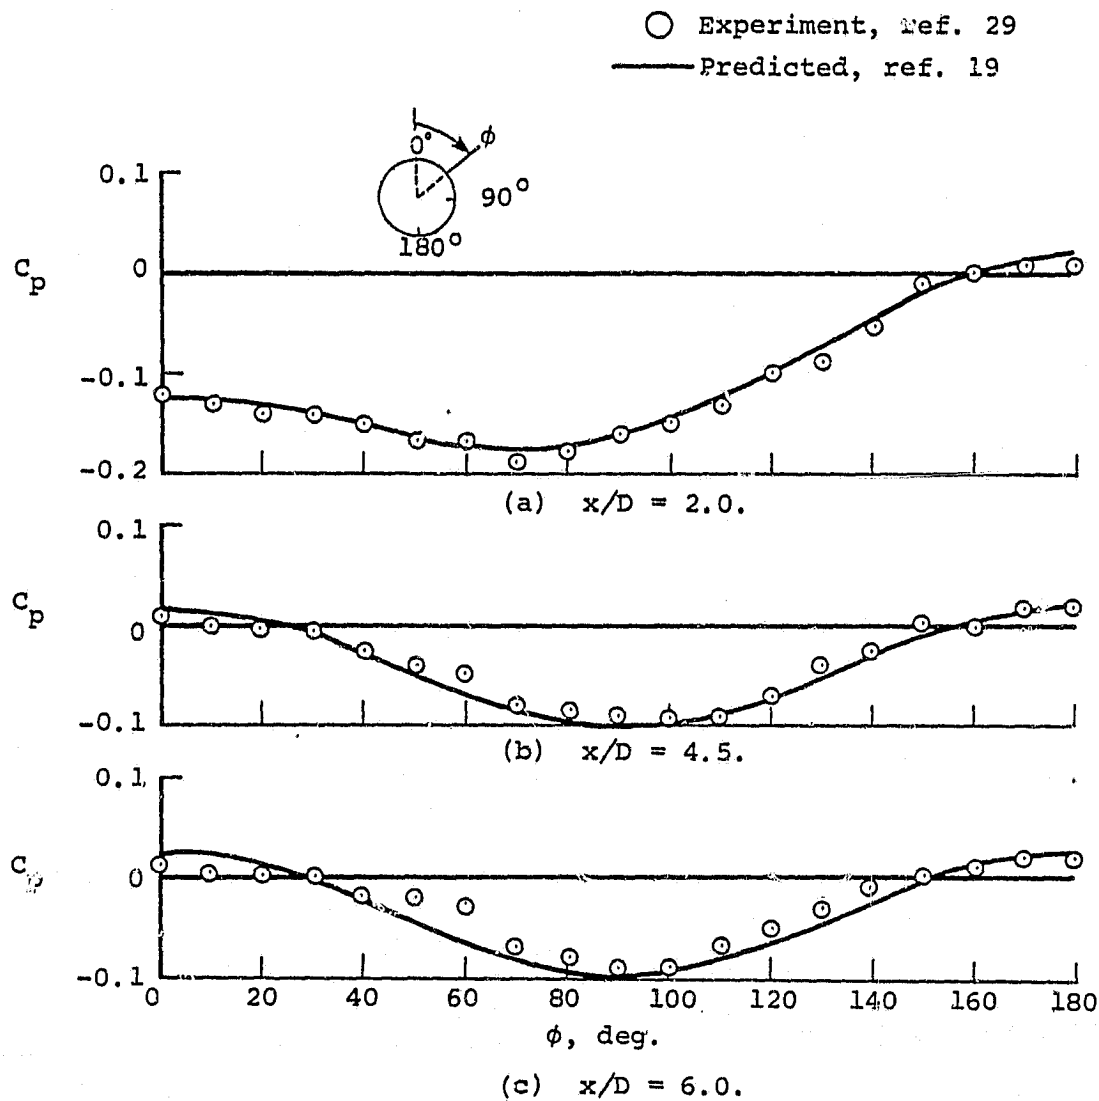 Experiment, ref. 29
Predicted, ref. 19
0° φ
90°
180°
0.1
C_p 0
-0.1
-0.2
(a) x/D = 2.0.
0.1
C_p 0
-0.1
(b) x/D = 4.5.
0.1
C_p 0
-0.1
0 20 40 60 80 100 120 140 160 180
φ, deg.
(c) x/D = 6.0.